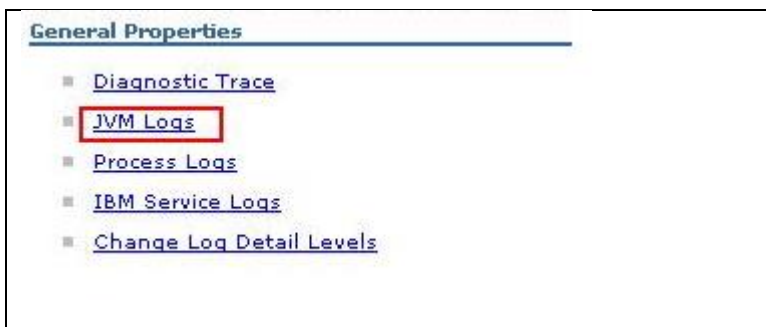 General Properties
Diagnostic Trace
JVM Logs
Process Logs
IBM Service Logs
Change Log Detail Levels